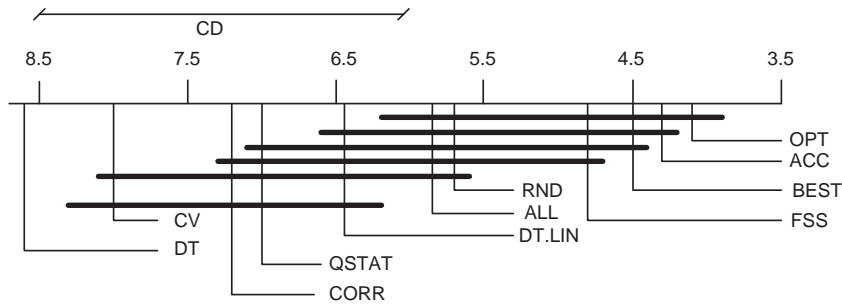 CD
8.5 7.5 6.5 5.5 4.5 3.5
OPT
ACC
RND BEST
CV ALL FSS
DT DT.LIN
QSTAT
CORR